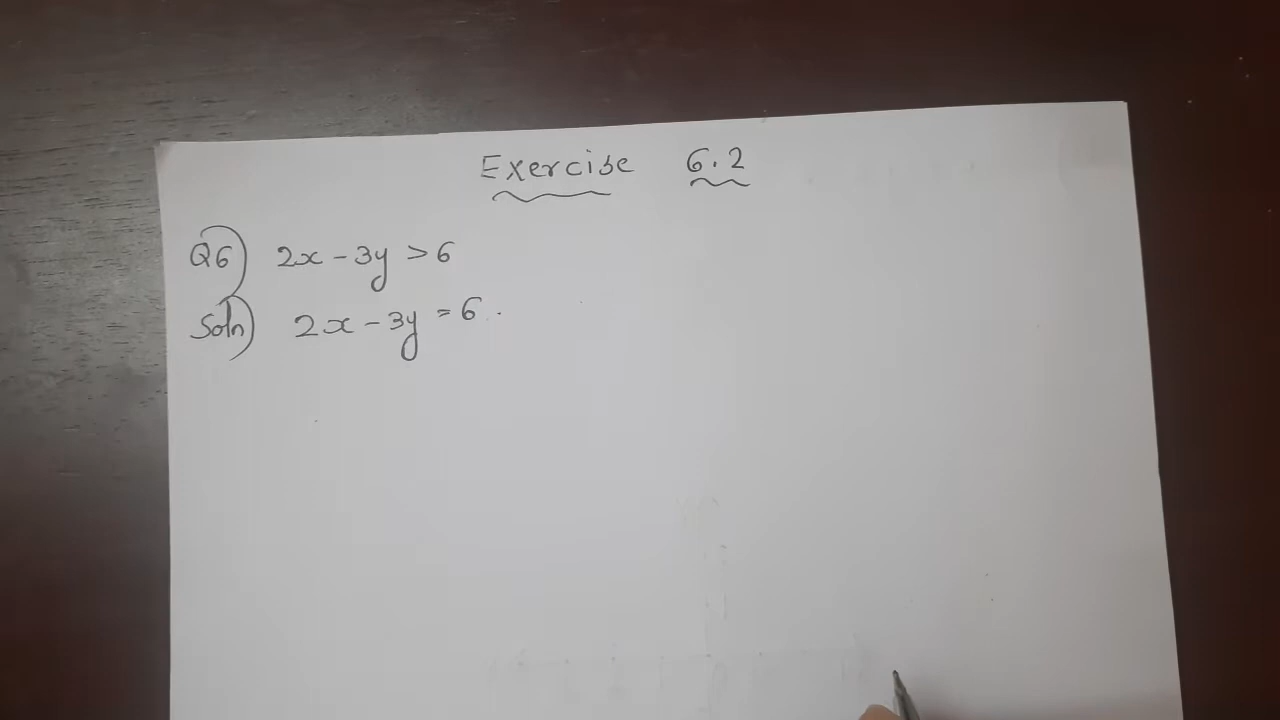 Exercise 6.2
Q6) 2x - 3y > 6
Soln) 2x - 3y = 6.